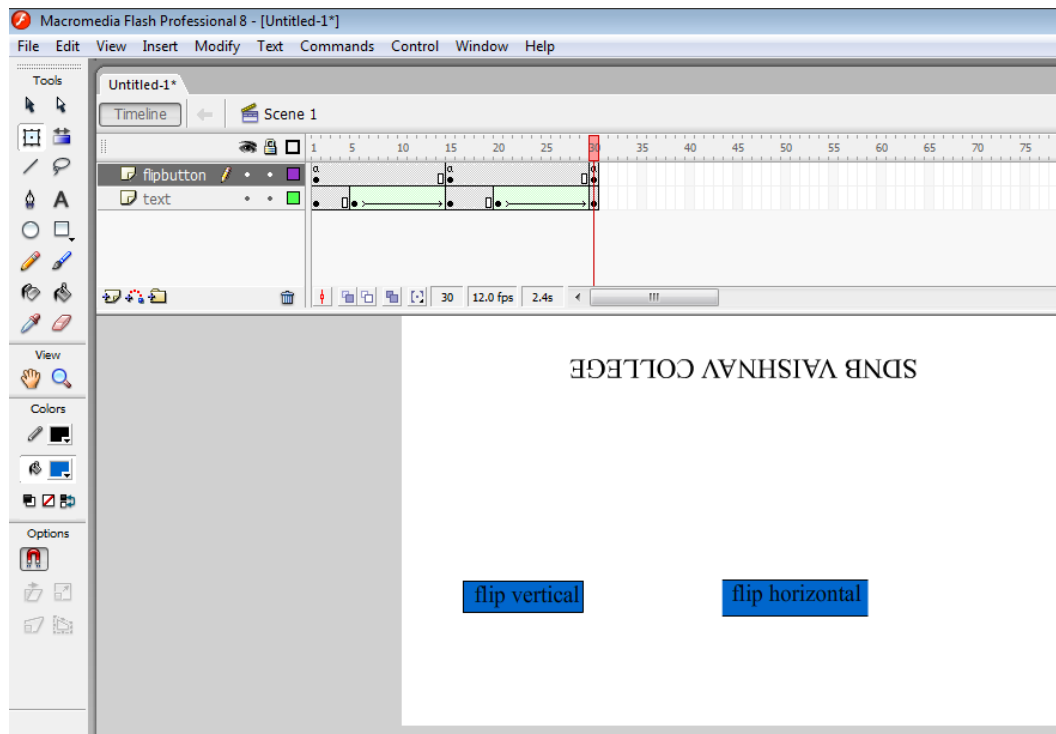 Macromedia Flash Professional 8 - [Untitled-1*]
File Edit View Insert Modify Text Commands Control Window Help
Tools
Untitled-1*
Timeline
Scene 1
1 5 10 15 20 25 30 35 40 45 50 55 60 65 70 75
flipbutton
a a a
text
30 12.0 fps 2.4s
View
Colors
Options
SDNB VAISHNAV COLLEGE
flip vertical
flip horizontal